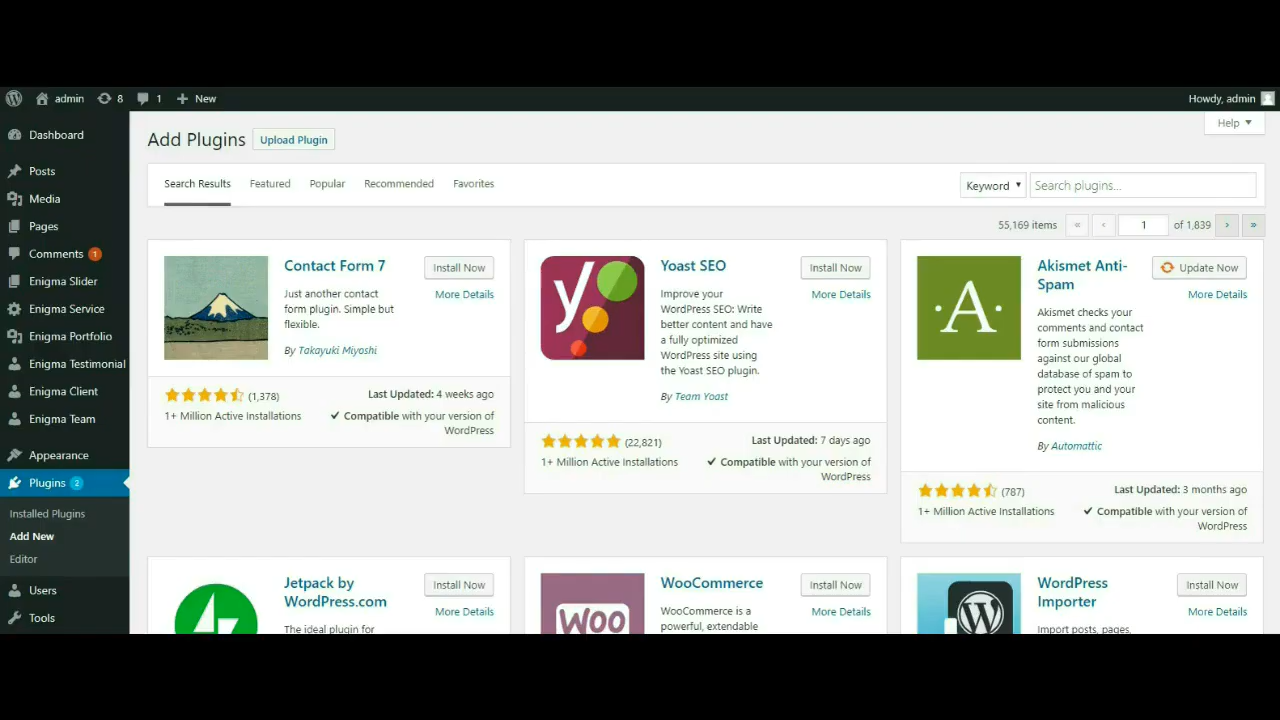 admin
8
1
New
Howdy, admin
Dashboard
Posts
Media
Pages
Comments 1
Enigma Slider
Enigma Service
Enigma Portfolio
Enigma Testimonial
Enigma Client
Enigma Team
Appearance
Plugins 2
Installed Plugins
Add New
Editor
Users
Tools
Help
Add Plugins
Upload Plugin
Search Results
Featured
Popular
Recommended
Favorites
Keyword
Search plugins...
55,169 items
«
‹
1
of 1,839
›
»
Contact Form 7
Install Now
More Details
Just another contact
form plugin. Simple but
flexible.
By Takayuki Miyoshi
(1,378)
Last Updated: 4 weeks ago
1+ Million Active Installations
✔ Compatible with your version of
WordPress
y
Yoast SEO
Install Now
More Details
Improve your
WordPress SEO: Write
better content and have
a fully optimized
WordPress site using
the Yoast SEO plugin.
By Team Yoast
(22,821)
Last Updated: 7 days ago
1+ Million Active Installations
✔ Compatible with your version of
WordPress
·A·
Akismet Anti-
Spam
Update Now
More Details
Akismet checks your
comments and contact
form submissions
against our global
database of spam to
protect you and your
site from malicious
content.
By Automattic
(787)
Last Updated: 3 months ago
1+ Million Active Installations
✔ Compatible with your version of
WordPress
Jetpack by
WordPress.com
Install Now
More Details
The ideal plugin for
WOO
WooCommerce
Install Now
More Details
WooCommerce is a
powerful, extendable
W
WordPress
Importer
Install Now
More Details
Import posts, pages,